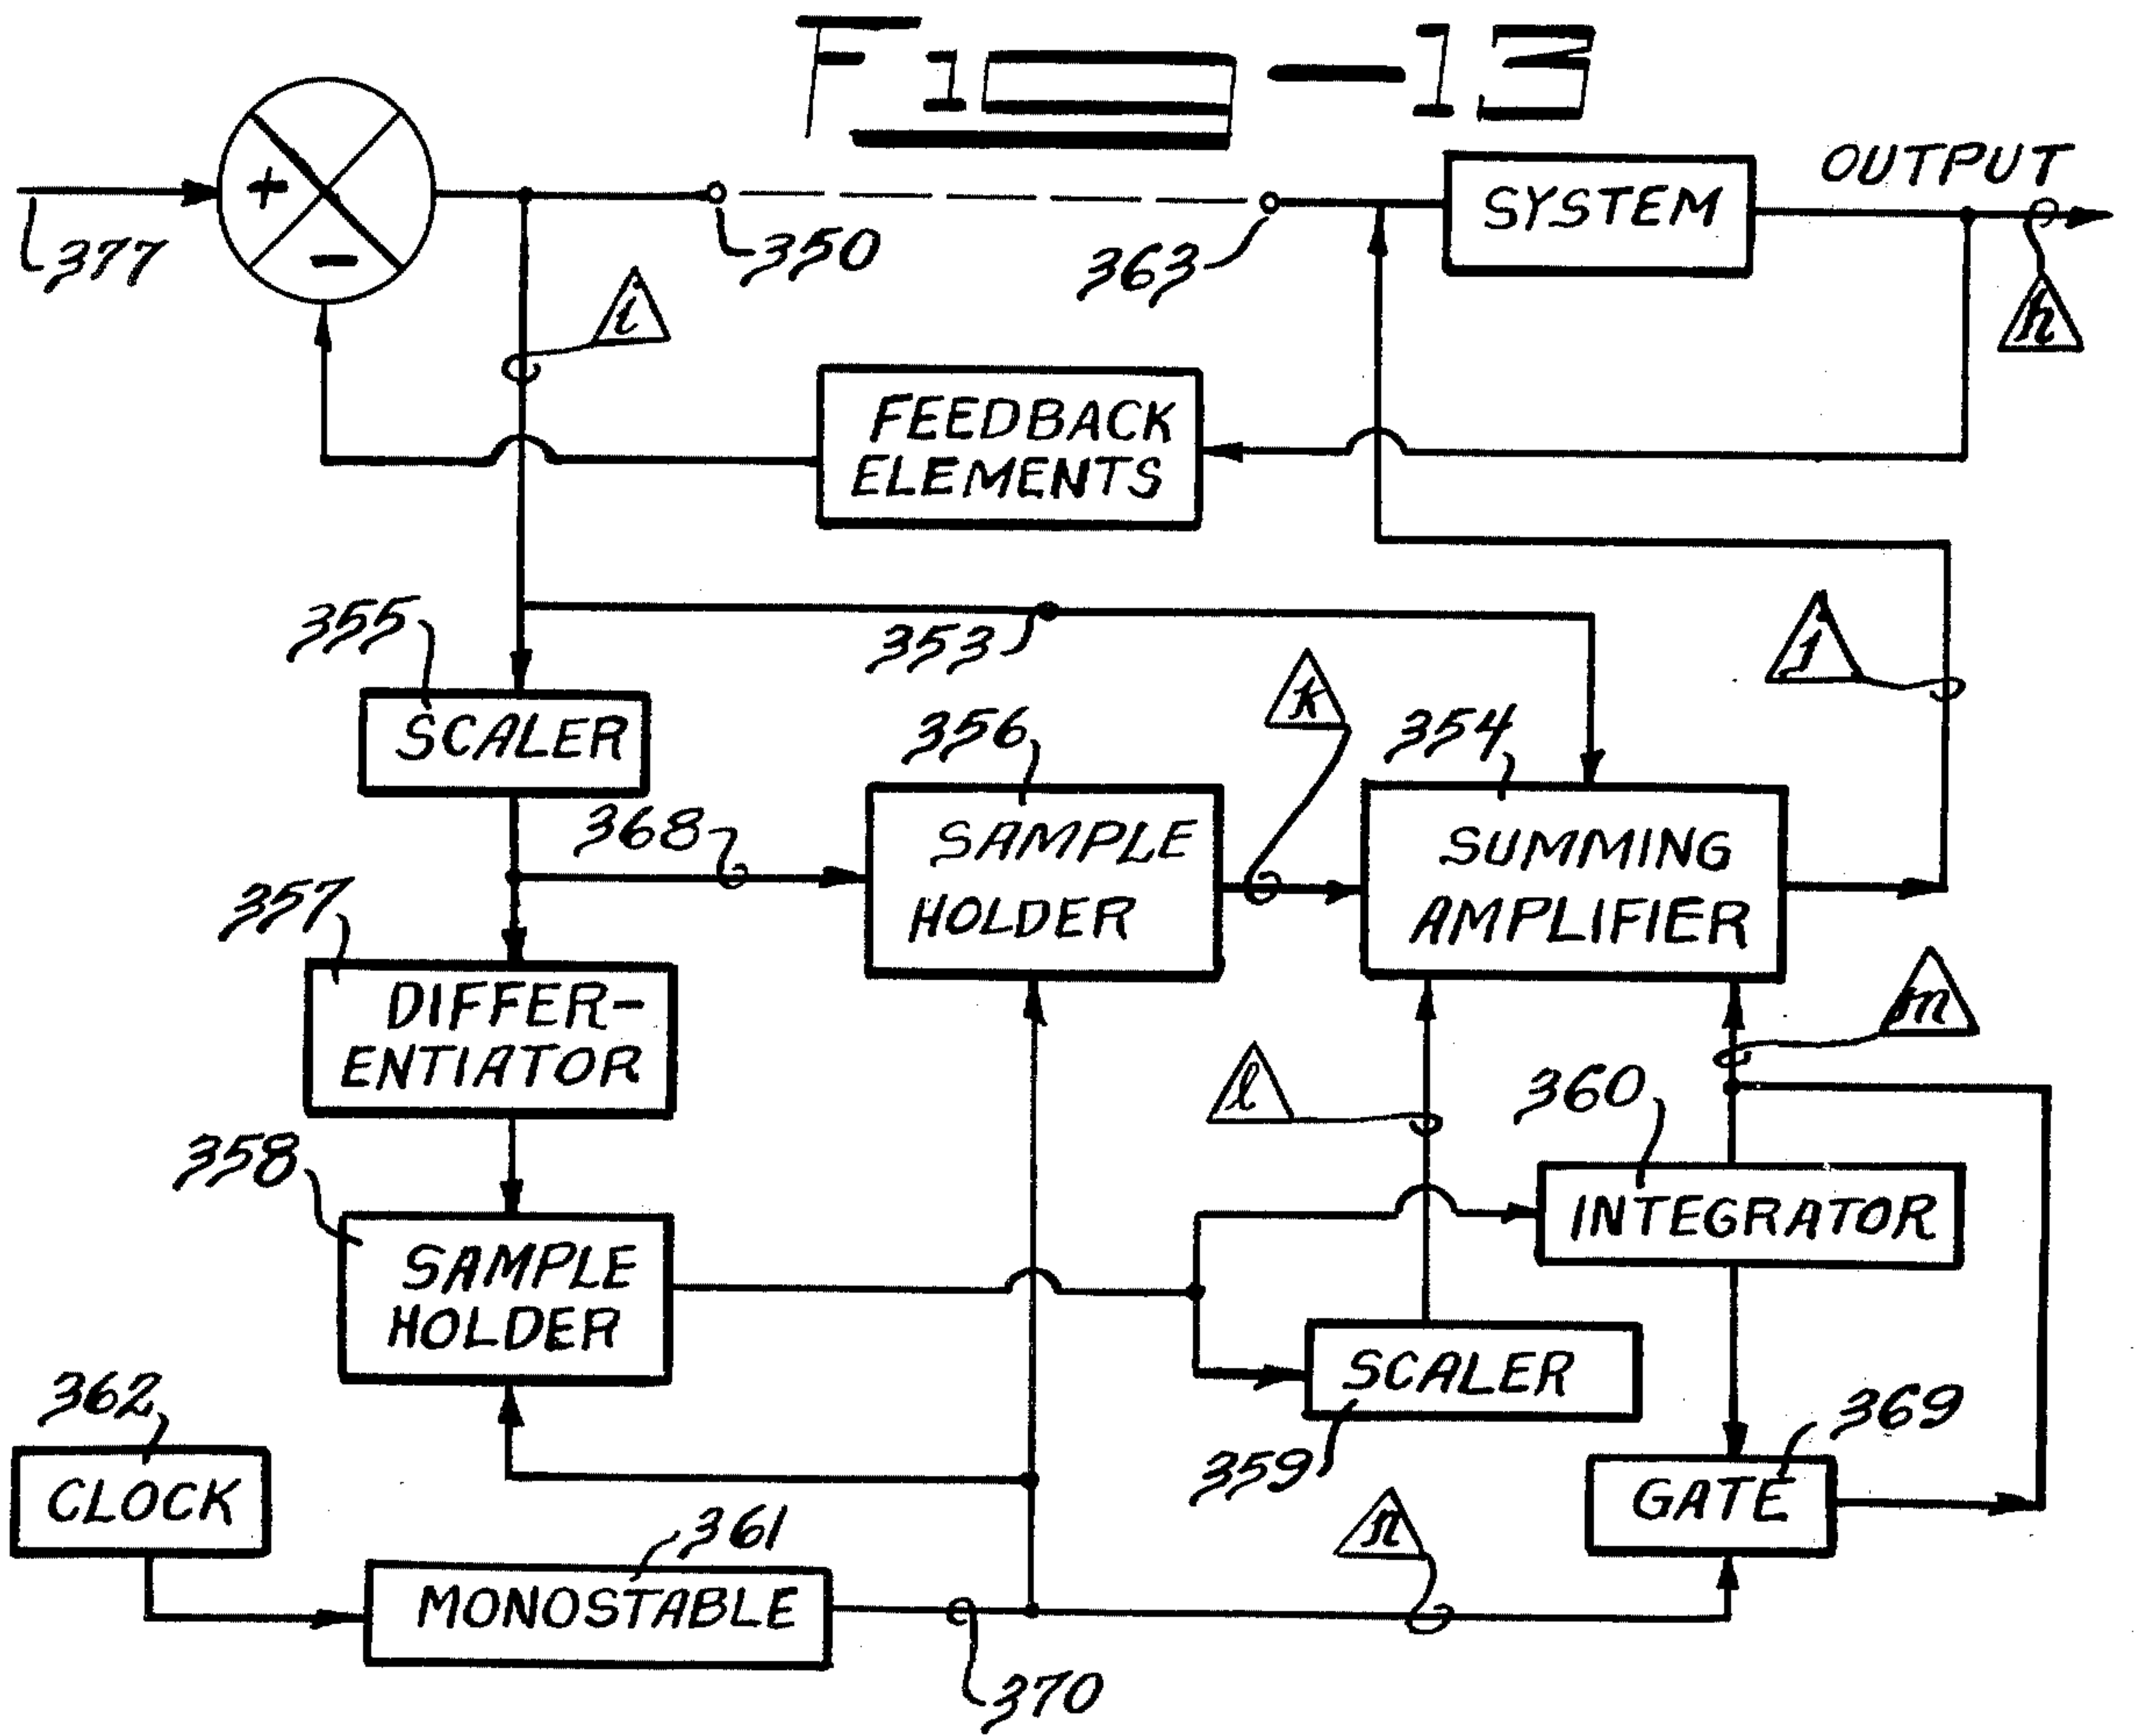 FIG-13
OUTPUT
+
SYSTEM
-
377
350
363
h
i
FEEDBACK
ELEMENTS
355
353
j
k
SCALER
356
354
368
SAMPLE
HOLDER
SUMMING
AMPLIFIER
357
DIFFER-
ENTIATOR
m
l
360
358
INTEGRATOR
SAMPLE
HOLDER
SCALER
362
369
359
CLOCK
GATE
361
n
MONOSTABLE
370